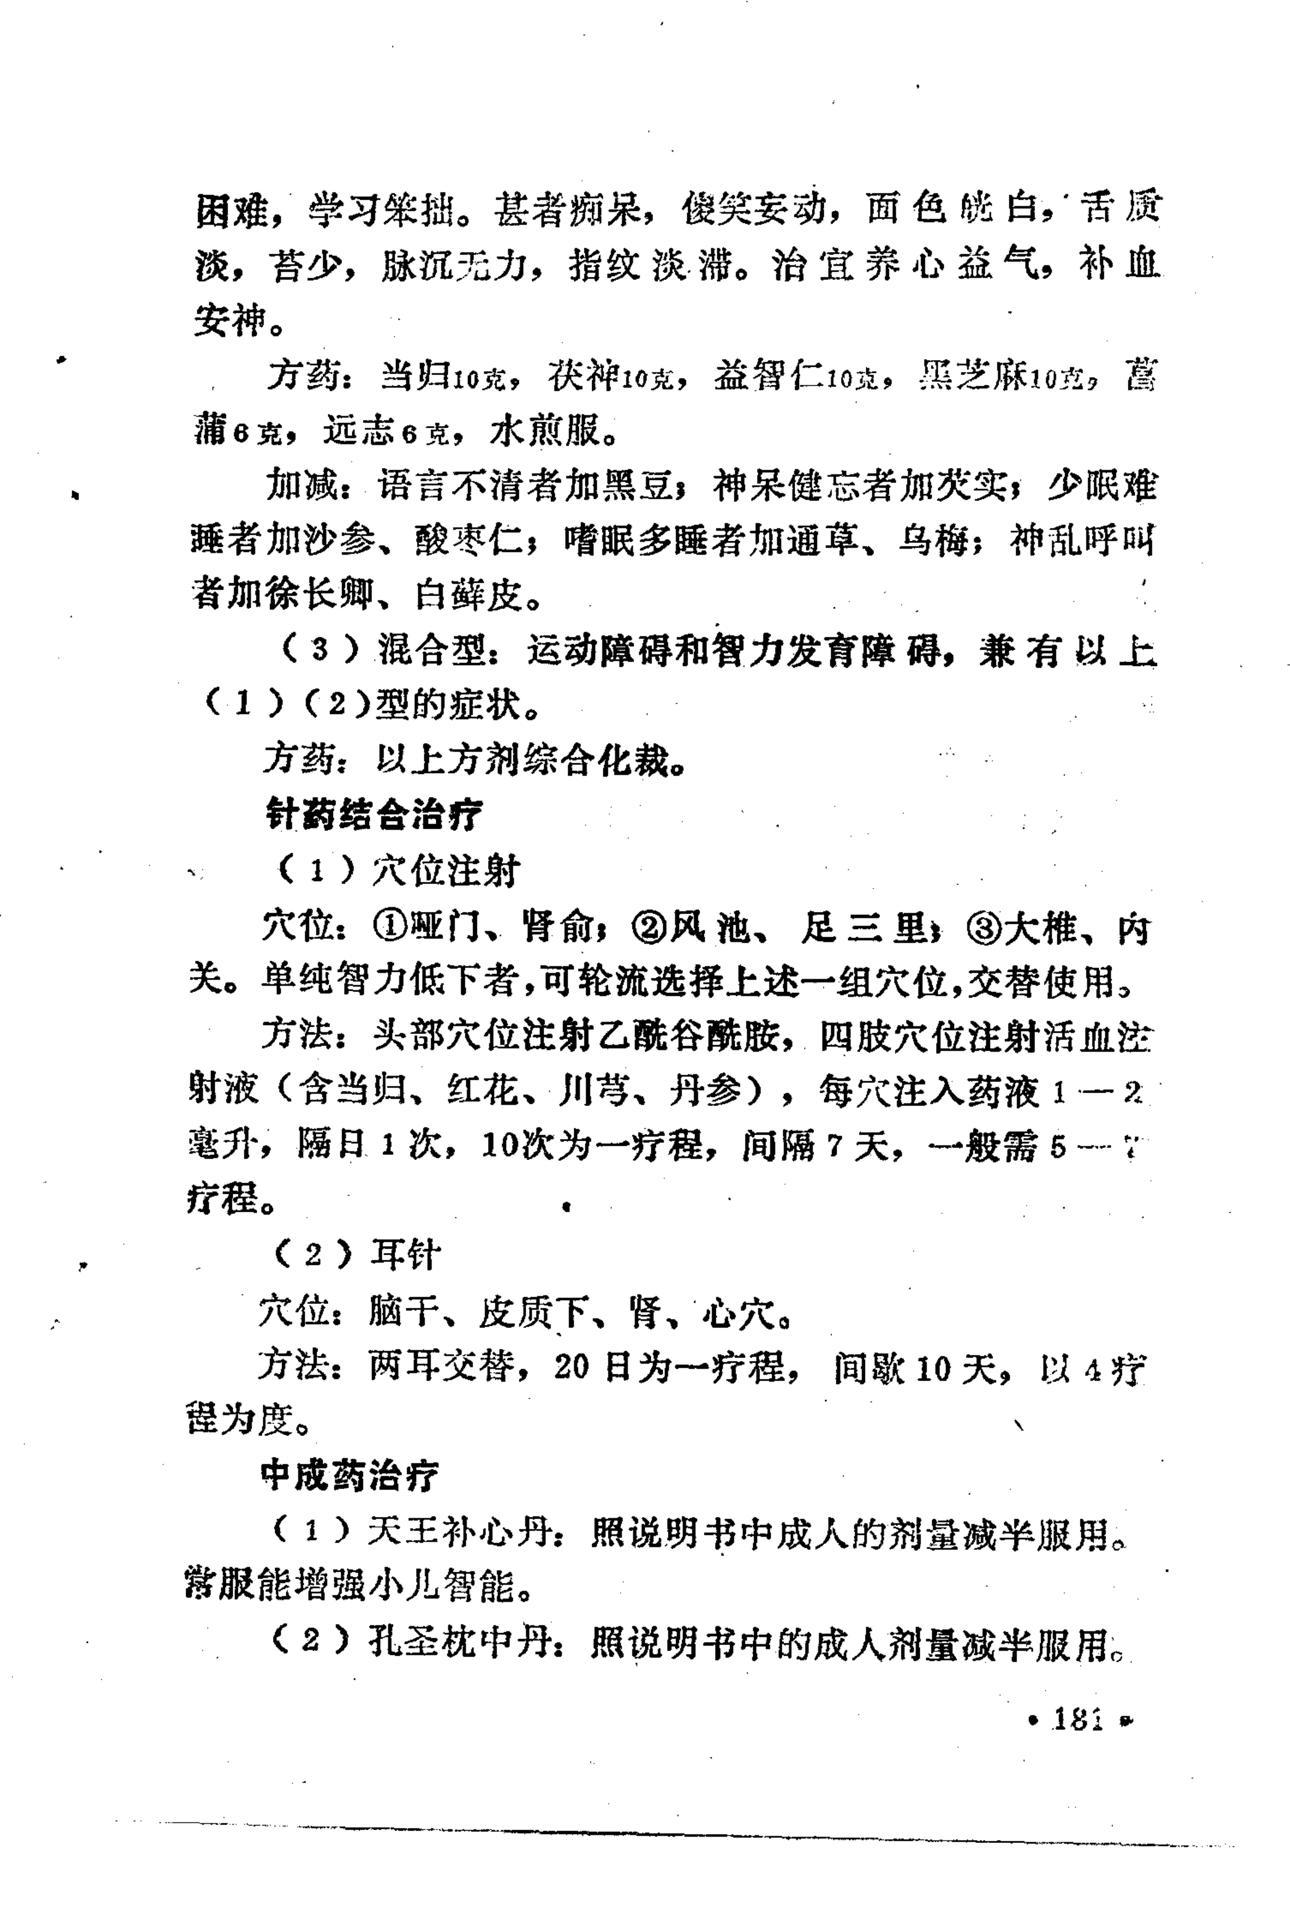 困难，学习笨拙。甚者痴呆，傻笑妄动，面色㿠白，舌质
淡，苔少，脉沉无力，指纹淡滞。治宜养心益气，补血
安神。
方药：当归10克，茯神10克，益智仁10克，黑芝麻10克，菖
蒲6克，远志6克，水煎服。
加减：语言不清者加黑豆；神呆健忘者加芡实；少眠难
睡者加沙参、酸枣仁；嗜眠多睡者加通草、乌梅；神乱呼叫
者加徐长卿、白藓皮。
（3）混合型：运动障碍和智力发育障碍，兼有以上
（1）（2）型的症状。
方药：以上方剂综合化裁。
针药结合治疗
（1）穴位注射
穴位：①哑门、肾俞；②风池、足三里；③大椎、内
关。单纯智力低下者，可轮流选择上述一组穴位，交替使用。
方法：头部穴位注射乙酰谷酰胺，四肢穴位注射活血注
射液（含当归、红花、川芎、丹参），每穴注入药液1—2
毫升，隔日1次，10次为一疗程，间隔7天，一般需5—7
疗程。
（2）耳针
穴位：脑干、皮质下、肾、心穴。
方法：两耳交替，20日为一疗程，间歇10天，以4疗
程为度。
中成药治疗
（1）天王补心丹：照说明书中成人的剂量减半服用。
常服能增强小儿智能。
（2）孔圣枕中丹：照说明书中的成人剂量减半服用。
·181·